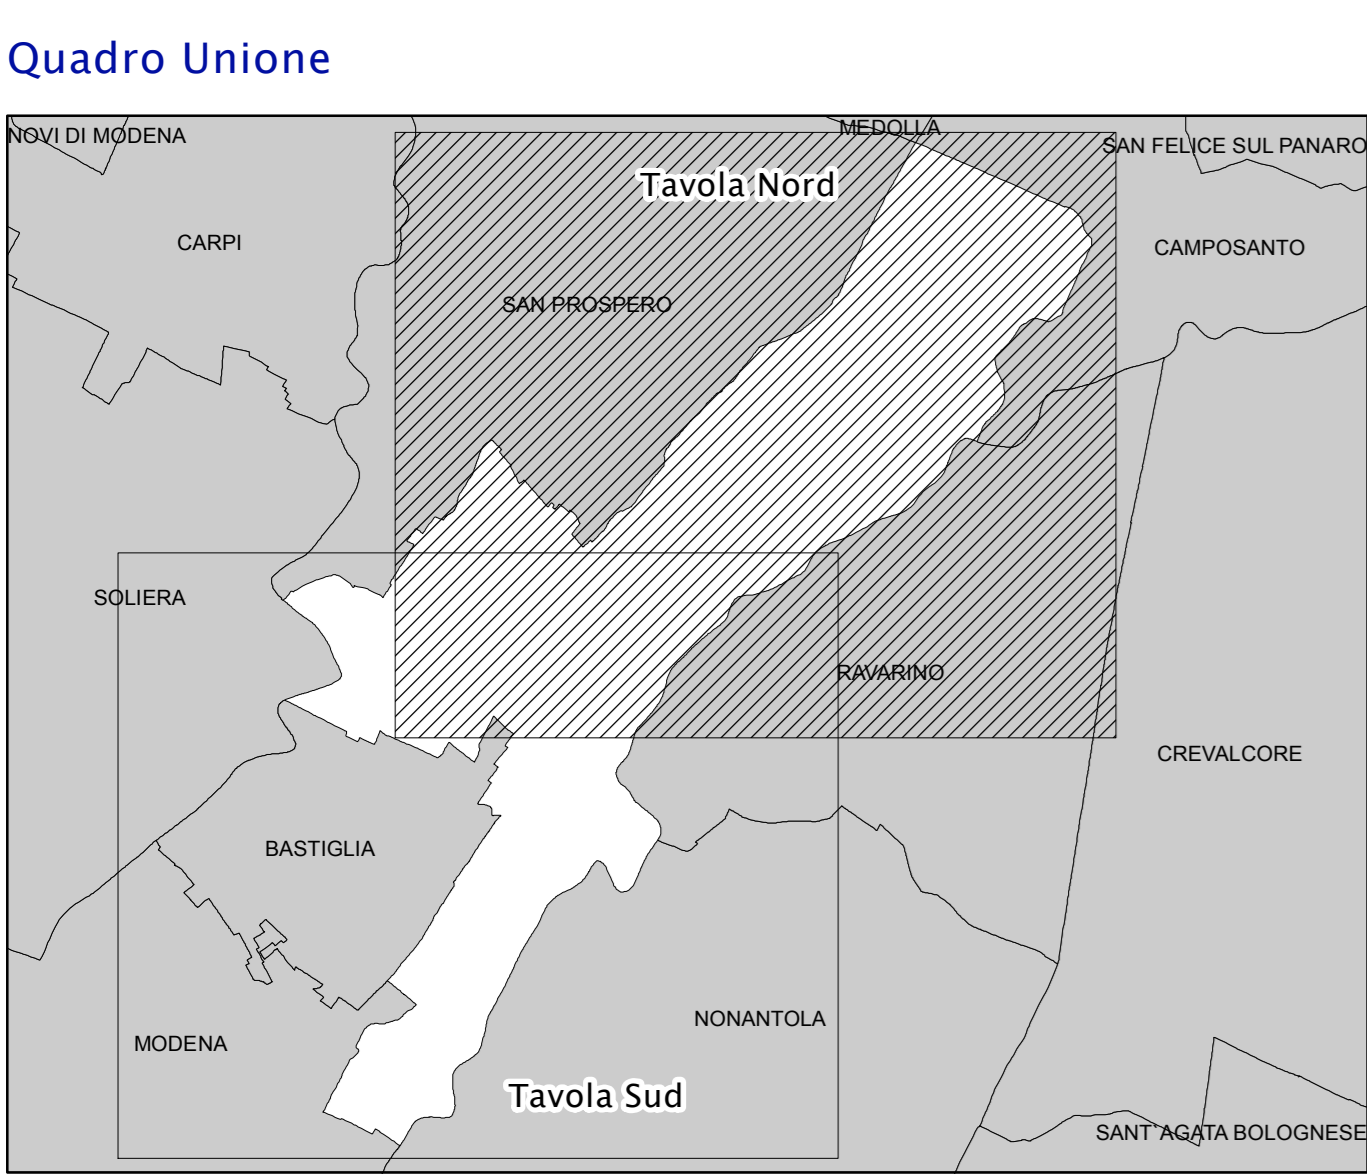 Quadro Unione
MEDOLLA
NOVI DI MODENA
SAN FELICE SUL PANARO
Tavola Nord
CARPI
CAMPOSANTO
SAN PROSPERO
SOLIERA
RAVARINO
CREVALCORE
BASTIGLIA
NONANTOLA
MODENA
Tavola Sud
SANT`AGATA BOLOGNESE